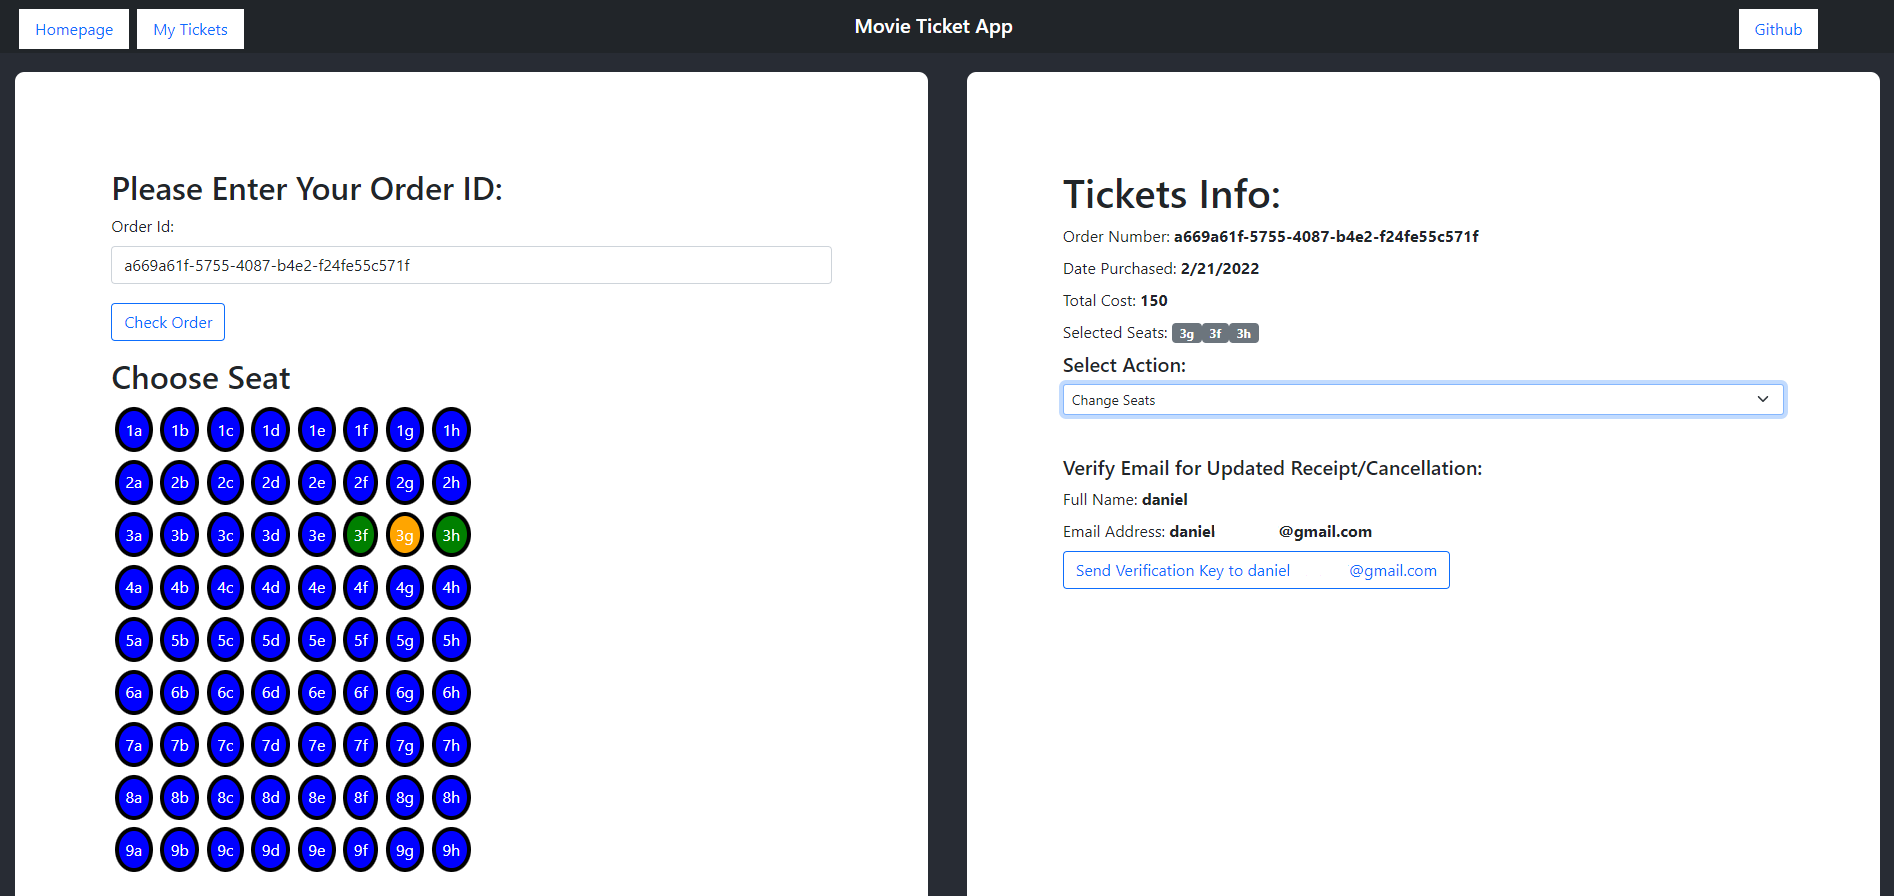 Homepage My Tickets Movie Ticket App Github
Please Enter Your Order ID:
Order Id:
a669a61f-5755-4087-b4e2-f24fe55c571f
Check Order
Choose Seat
1a 1b 1c 1d 1e 1f 1g 1h
2a 2b 2c 2d 2e 2f 2g 2h
3a 3b 3c 3d 3e 3f 3g 3h
4a 4b 4c 4d 4e 4f 4g 4h
5a 5b 5c 5d 5e 5f 5g 5h
6a 6b 6c 6d 6e 6f 6g 6h
7a 7b 7c 7d 7e 7f 7g 7h
8a 8b 8c 8d 8e 8f 8g 8h
9a 9b 9c 9d 9e 9f 9g 9h
Tickets Info:
Order Number: a669a61f-5755-4087-b4e2-f24fe55c571f
Date Purchased: 2/21/2022
Total Cost: 150
Selected Seats: 3g 3f 3h
Select Action:
Change Seats
Verify Email for Updated Receipt/Cancellation:
Full Name: daniel
Email Address: daniel @gmail.com
Send Verification Key to daniel @gmail.com